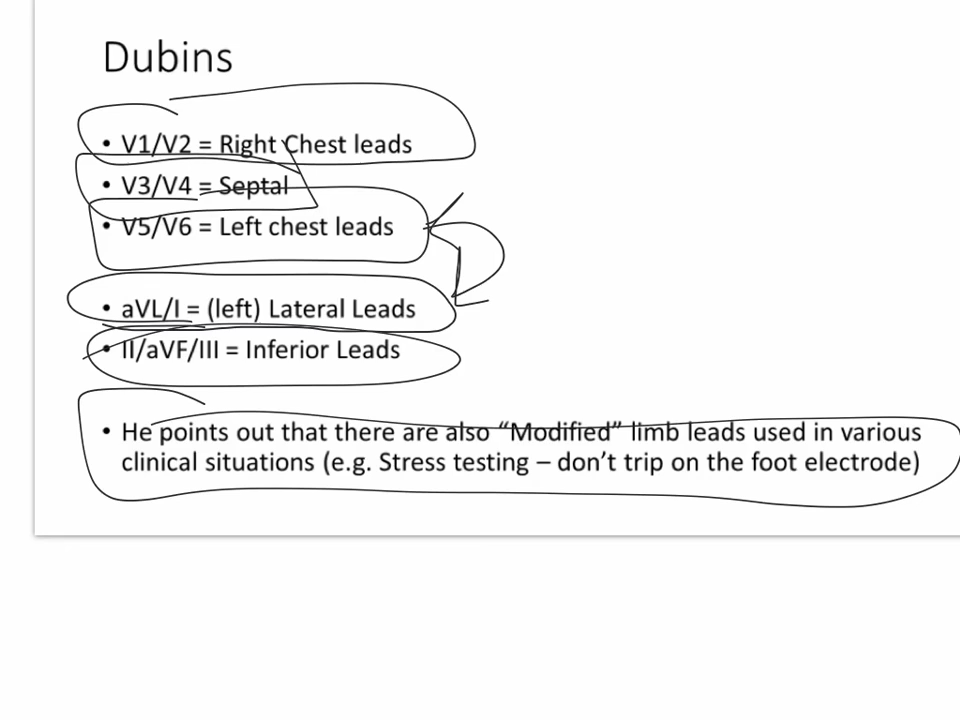 Dubins
• V1/V2 = Right Chest leads
• V3/V4 = Septal
• V5/V6 = Left chest leads
• aVL/I = (left) Lateral Leads
• II/aVF/III = Inferior Leads
• He points out that there are also “Modified” limb leads used in various
clinical situations (e.g. Stress testing – don’t trip on the foot electrode)